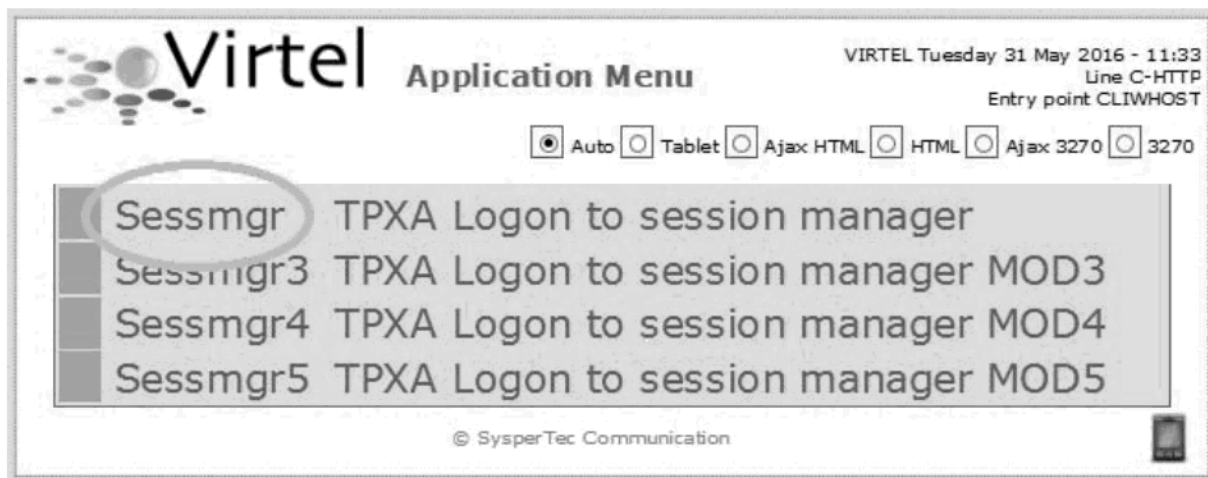 Virtel
Application Menu
VIRTEL Tuesday 31 May 2016 - 11:33
Line C-HTTP
Entry point CLIWHOST
Auto Tablet Ajax HTML HTML Ajax 3270 3270
Sessmgr TPXA Logon to session manager
Sessmgr3 TPXA Logon to session manager MOD3
Sessmgr4 TPXA Logon to session manager MOD4
Sessmgr5 TPXA Logon to session manager MOD5
© SysperTec Communication